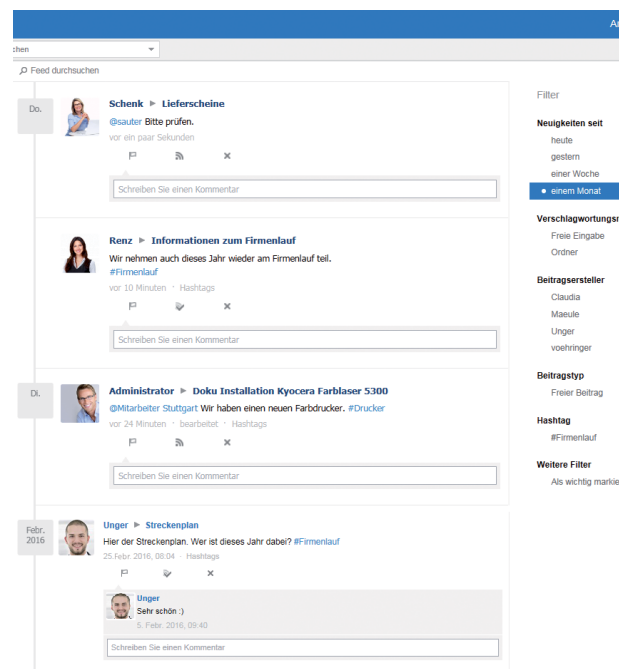 Feed durchsuchen
Do.
Schenk ▶ Lieferscheine
@sauter Bitte prüfen.
vor ein paar Sekunden
Schreiben Sie einen Kommentar
Renz ▶ Informationen zum Firmenlauf
Wir nehmen auch dieses Jahr wieder am Firmenlauf teil.
#Firmenlauf
vor 10 Minuten · Hashtags
Schreiben Sie einen Kommentar
Di.
Administrator ▶ Doku Installation Kyocera Farblaser 5300
@Mitarbeiter Stuttgart Wir haben einen neuen Farbdrucker. #Drucker
vor 24 Minuten · bearbeitet · Hashtags
Schreiben Sie einen Kommentar
Febr.
2016
Unger ▶ Streckenplan
Hier der Streckenplan. Wer ist dieses Jahr dabei? #Firmenlauf
25.Febr. 2016, 08:04 · Hashtags
Unger
Sehr schön :)
5. Febr. 2016, 09:40
Schreiben Sie einen Kommentar
Filter
Neuigkeiten seit
heute
gestern
einer Woche
einem Monat
Freie Eingabe
Ordner
Beitragsersteller
Claudia
Maeule
Unger
voehringer
Beitragstyp
Freier Beitrag
Hashtag
#Firmenlauf
Weitere Filter
Als wichtig markie